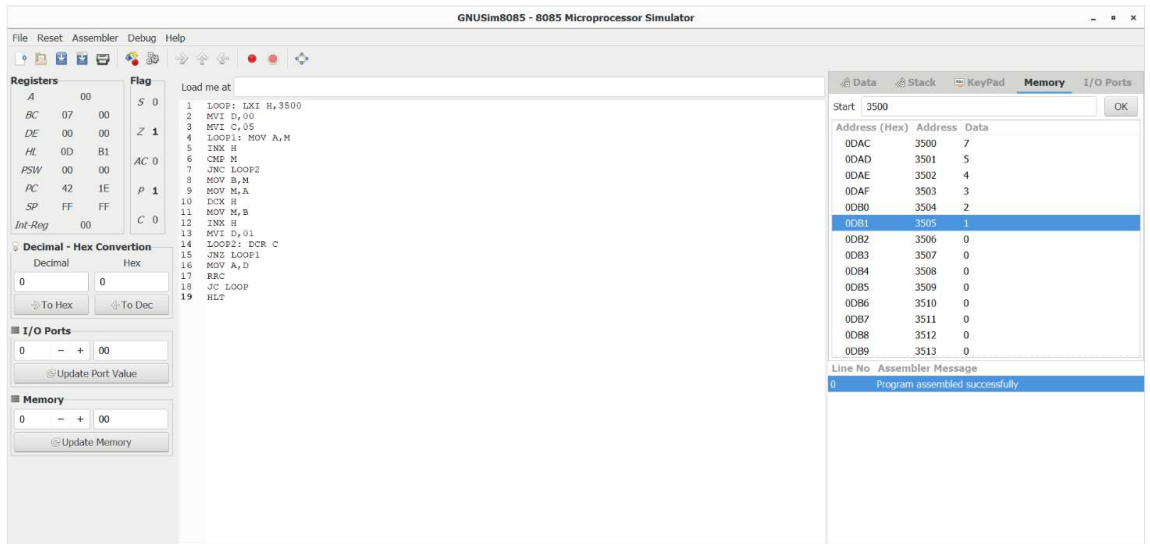 GNUSim8085 - 8085 Microprocessor Simulator
File Reset Assembler Debug Help
Registers
A 00
BC 07 00
DE 00 00
HL 0D B1
PSW 00 00
PC 42 1E
SP FF FF
Int-Reg 00
Flag
S 0
Z 1
AC 0
P 1
C 0
Decimal - Hex Convertion
Decimal Hex
0 0
To Hex To Dec
I/O Ports
0 - + 00
Update Port Value
Memory
0 - + 00
Update Memory
Load me at
1 LOOP: LXI H,3500
2 MVI D,00
3 MVI C,05
4 LOOP1: MOV A,M
5 INX H
6 CMP M
7 JNC LOOP2
8 MOV B,M
9 MOV M,A
10 DCX H
11 MOV M,B
12 INX H
13 MVI D,01
14 LOOP2: DCR C
15 JNZ LOOP1
16 MOV A,D
17 RRC
18 JC LOOP
19 HLT
Data Stack KeyPad Memory I/O Ports
Start 3500 OK
Address (Hex) Address Data
0DAC 3500 7
0DAD 3501 5
0DAE 3502 4
0DAF 3503 3
0DB0 3504 2
0DB1 3505 1
0DB2 3506 0
0DB3 3507 0
0DB4 3508 0
0DB5 3509 0
0DB6 3510 0
0DB7 3511 0
0DB8 3512 0
0DB9 3513 0
Line No Assembler Message
0 Program assembled successfully